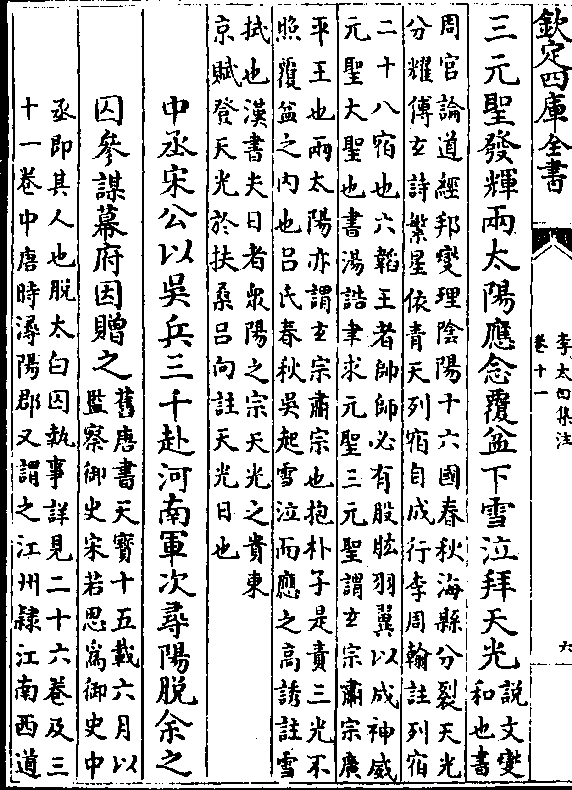 欽定四庫全書
李太白集注
卷十一
六
三元聖發輝兩太陽應念覆盆下雪泣拜天光
說文變
和也書
周官論道經邦變理陰陽十六國春秋海縣分裂天光
分耀傅玄詩繁星依青天列宿自成行李周翰註列宿
二十八宿也六韜王者帥師必有股肱羽翼以成神威
元聖大聖也書湯誥聿求元聖三元聖謂玄宗肅宗廣
平王也兩太陽亦謂玄宗肅宗也抱朴子是責三光不
照覆盆之内也吕氏春秋吳起雪泣而應之高誘註雪
拭也漢書夫日者衆陽之宗天光之貴東
京賦登天光於扶桑吕向註天光日也
中丞宋公以吳兵三千赴河南軍次尋陽脱余之
囚參謀幕府因贈之
舊唐書天寶十五載六月以
監察御史宋若思為御史中
丞即其人也脱太白囚執事詳見二十六卷及三
十一卷中唐時潯陽郡又謂之江州隸江南西道